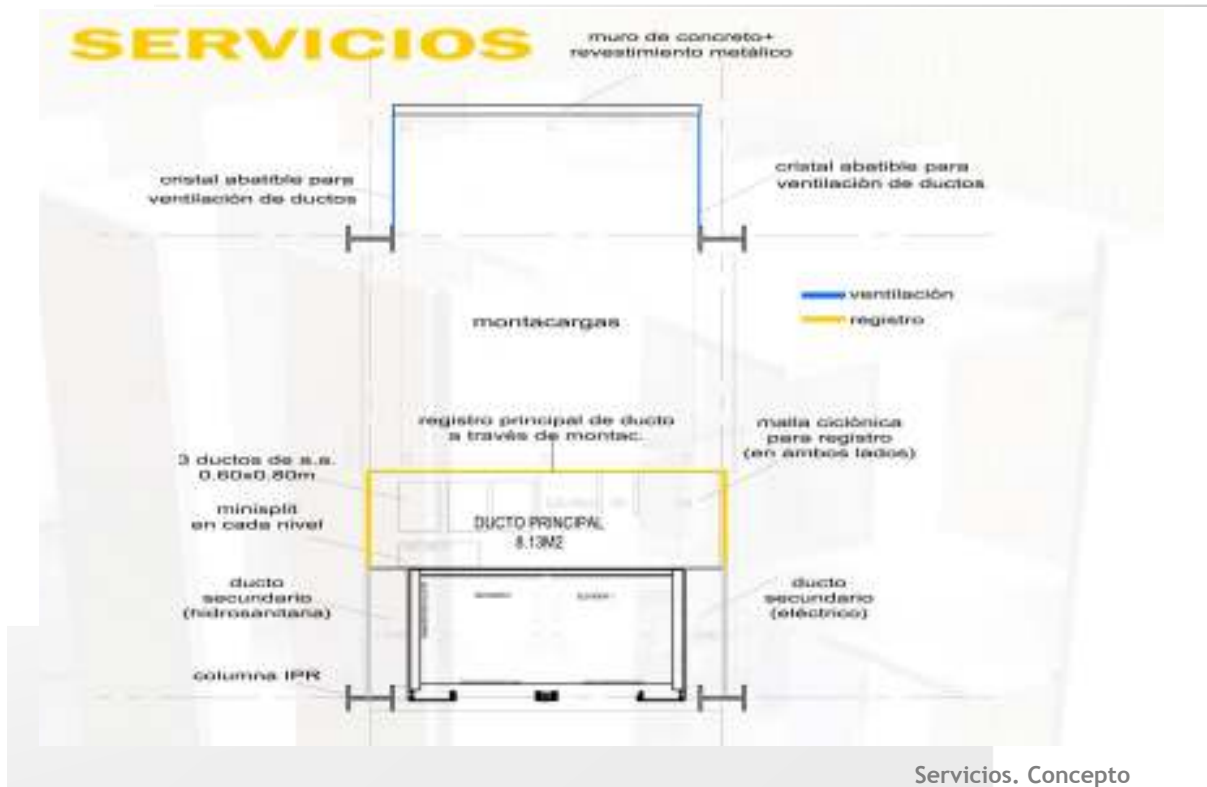 SERVICIOS
muro de concreto+
revestimiento metálico
cristal abatible para
ventilación de ductos
cristal abatible para
ventilación de ductos
ventilación
registro
montacargas
registro principal de ducto
a través de montac.
malla ciclónica
para registro
(en ambos lados)
3 ductos de a.a.
0.60x0.80m
minisplit
en cada nivel
DUCTO PRINCIPAL
8.13M2
ducto
secundario
(hidrosanitaria)
ducto
secundario
(eléctrico)
columna IPR
Servicios. Concepto